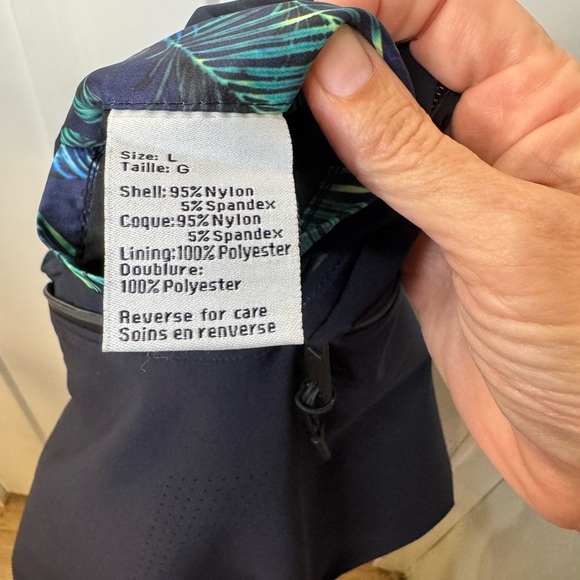 Size: L
Taille: G
Shell: 95% Nylon
5% Spandex
Coque:95% Nylon
5% Spandex
Lining:100% Polyester
Doublure:
100% Polyester
Reverse for care
Soins en renverse